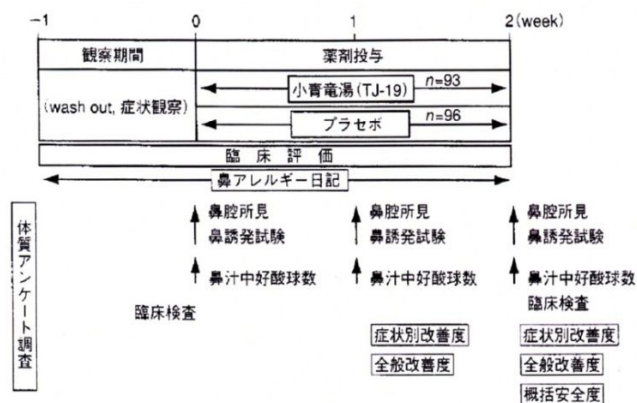 -1 0 1 2(week)
観察期間 薬剤投与
小青竜湯(TJ-19) n=93
(wash out, 症状観察)
プラセボ n=96
臨床評価
鼻アレルギー日記
体質アンケート調査
鼻腔所見 鼻腔所見 鼻腔所見
鼻誘発試験 鼻誘発試験 鼻誘発試験
鼻汁中好酸球数 鼻汁中好酸球数 鼻汁中好酸球数
臨床検査 臨床検査
症状別改善度 症状別改善度
全般改善度 全般改善度
概括安全度